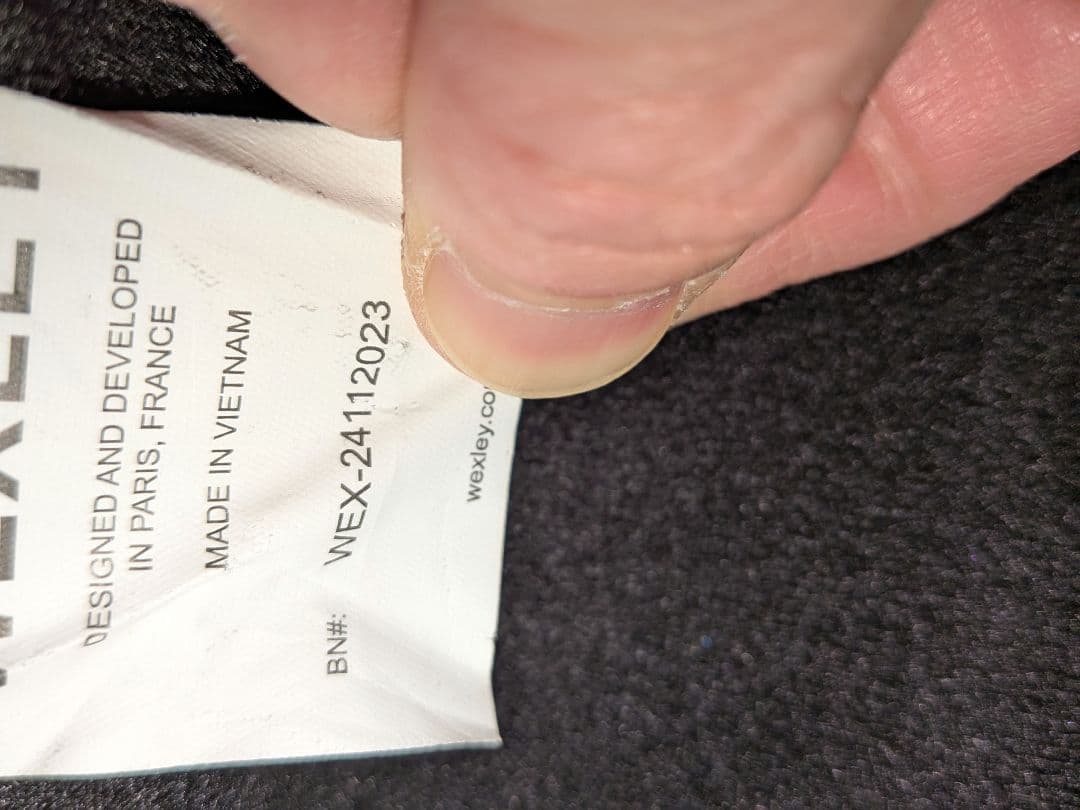 DESIGNED AND DEVELOPED
IN PARIS, FRANCE
MADE IN VIETNAM
BN#: WEX-24112023